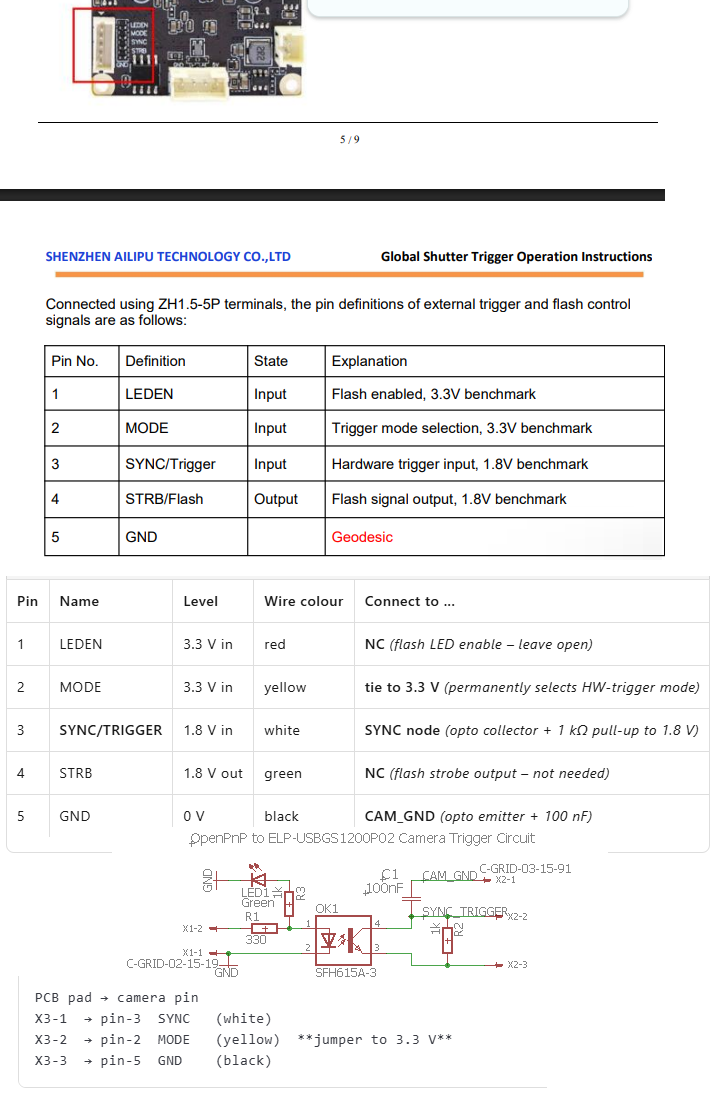 LEDEN
MODE
SYNC
STRB
GND
5 / 9
SHENZHEN AILIPU TECHNOLOGY CO.,LTD Global Shutter Trigger Operation Instructions
Connected using ZH1.5-5P terminals, the pin definitions of external trigger and flash control
signals are as follows:
Pin No. Definition State Explanation
1 LEDEN Input Flash enabled, 3.3V benchmark
2 MODE Input Trigger mode selection, 3.3V benchmark
3 SYNC/Trigger Input Hardware trigger input, 1.8V benchmark
4 STRB/Flash Output Flash signal output, 1.8V benchmark
5 GND Geodesic
Pin Name Level Wire colour Connect to ...
1 LEDEN 3.3 V in red NC (flash LED enable – leave open)
2 MODE 3.3 V in yellow tie to 3.3 V (permanently selects HW-trigger mode)
3 SYNC/TRIGGER 1.8 V in white SYNC node (opto collector + 1 kΩ pull-up to 1.8 V)
4 STRB 1.8 V out green NC (flash strobe output – not needed)
5 GND 0 V black CAM_GND (opto emitter + 100 nF)
OpenPnP to ELP-USBGS1200P02 Camera Trigger Circuit
GND
LED1
Green
1k
R3
C1
100nF
CAM_GND
C-GRID-03-15-91
X2-1
R1
330
X1-2
OK1
1
4
SYNC_TRIGGER
X2-2
1k
R2
X1-1
2
3
X2-3
C-GRID-02-15-19
GND
SFH615A-3
PCB pad → camera pin
X3-1 → pin-3 SYNC (white)
X3-2 → pin-2 MODE (yellow) **jumper to 3.3 V**
X3-3 → pin-5 GND (black)